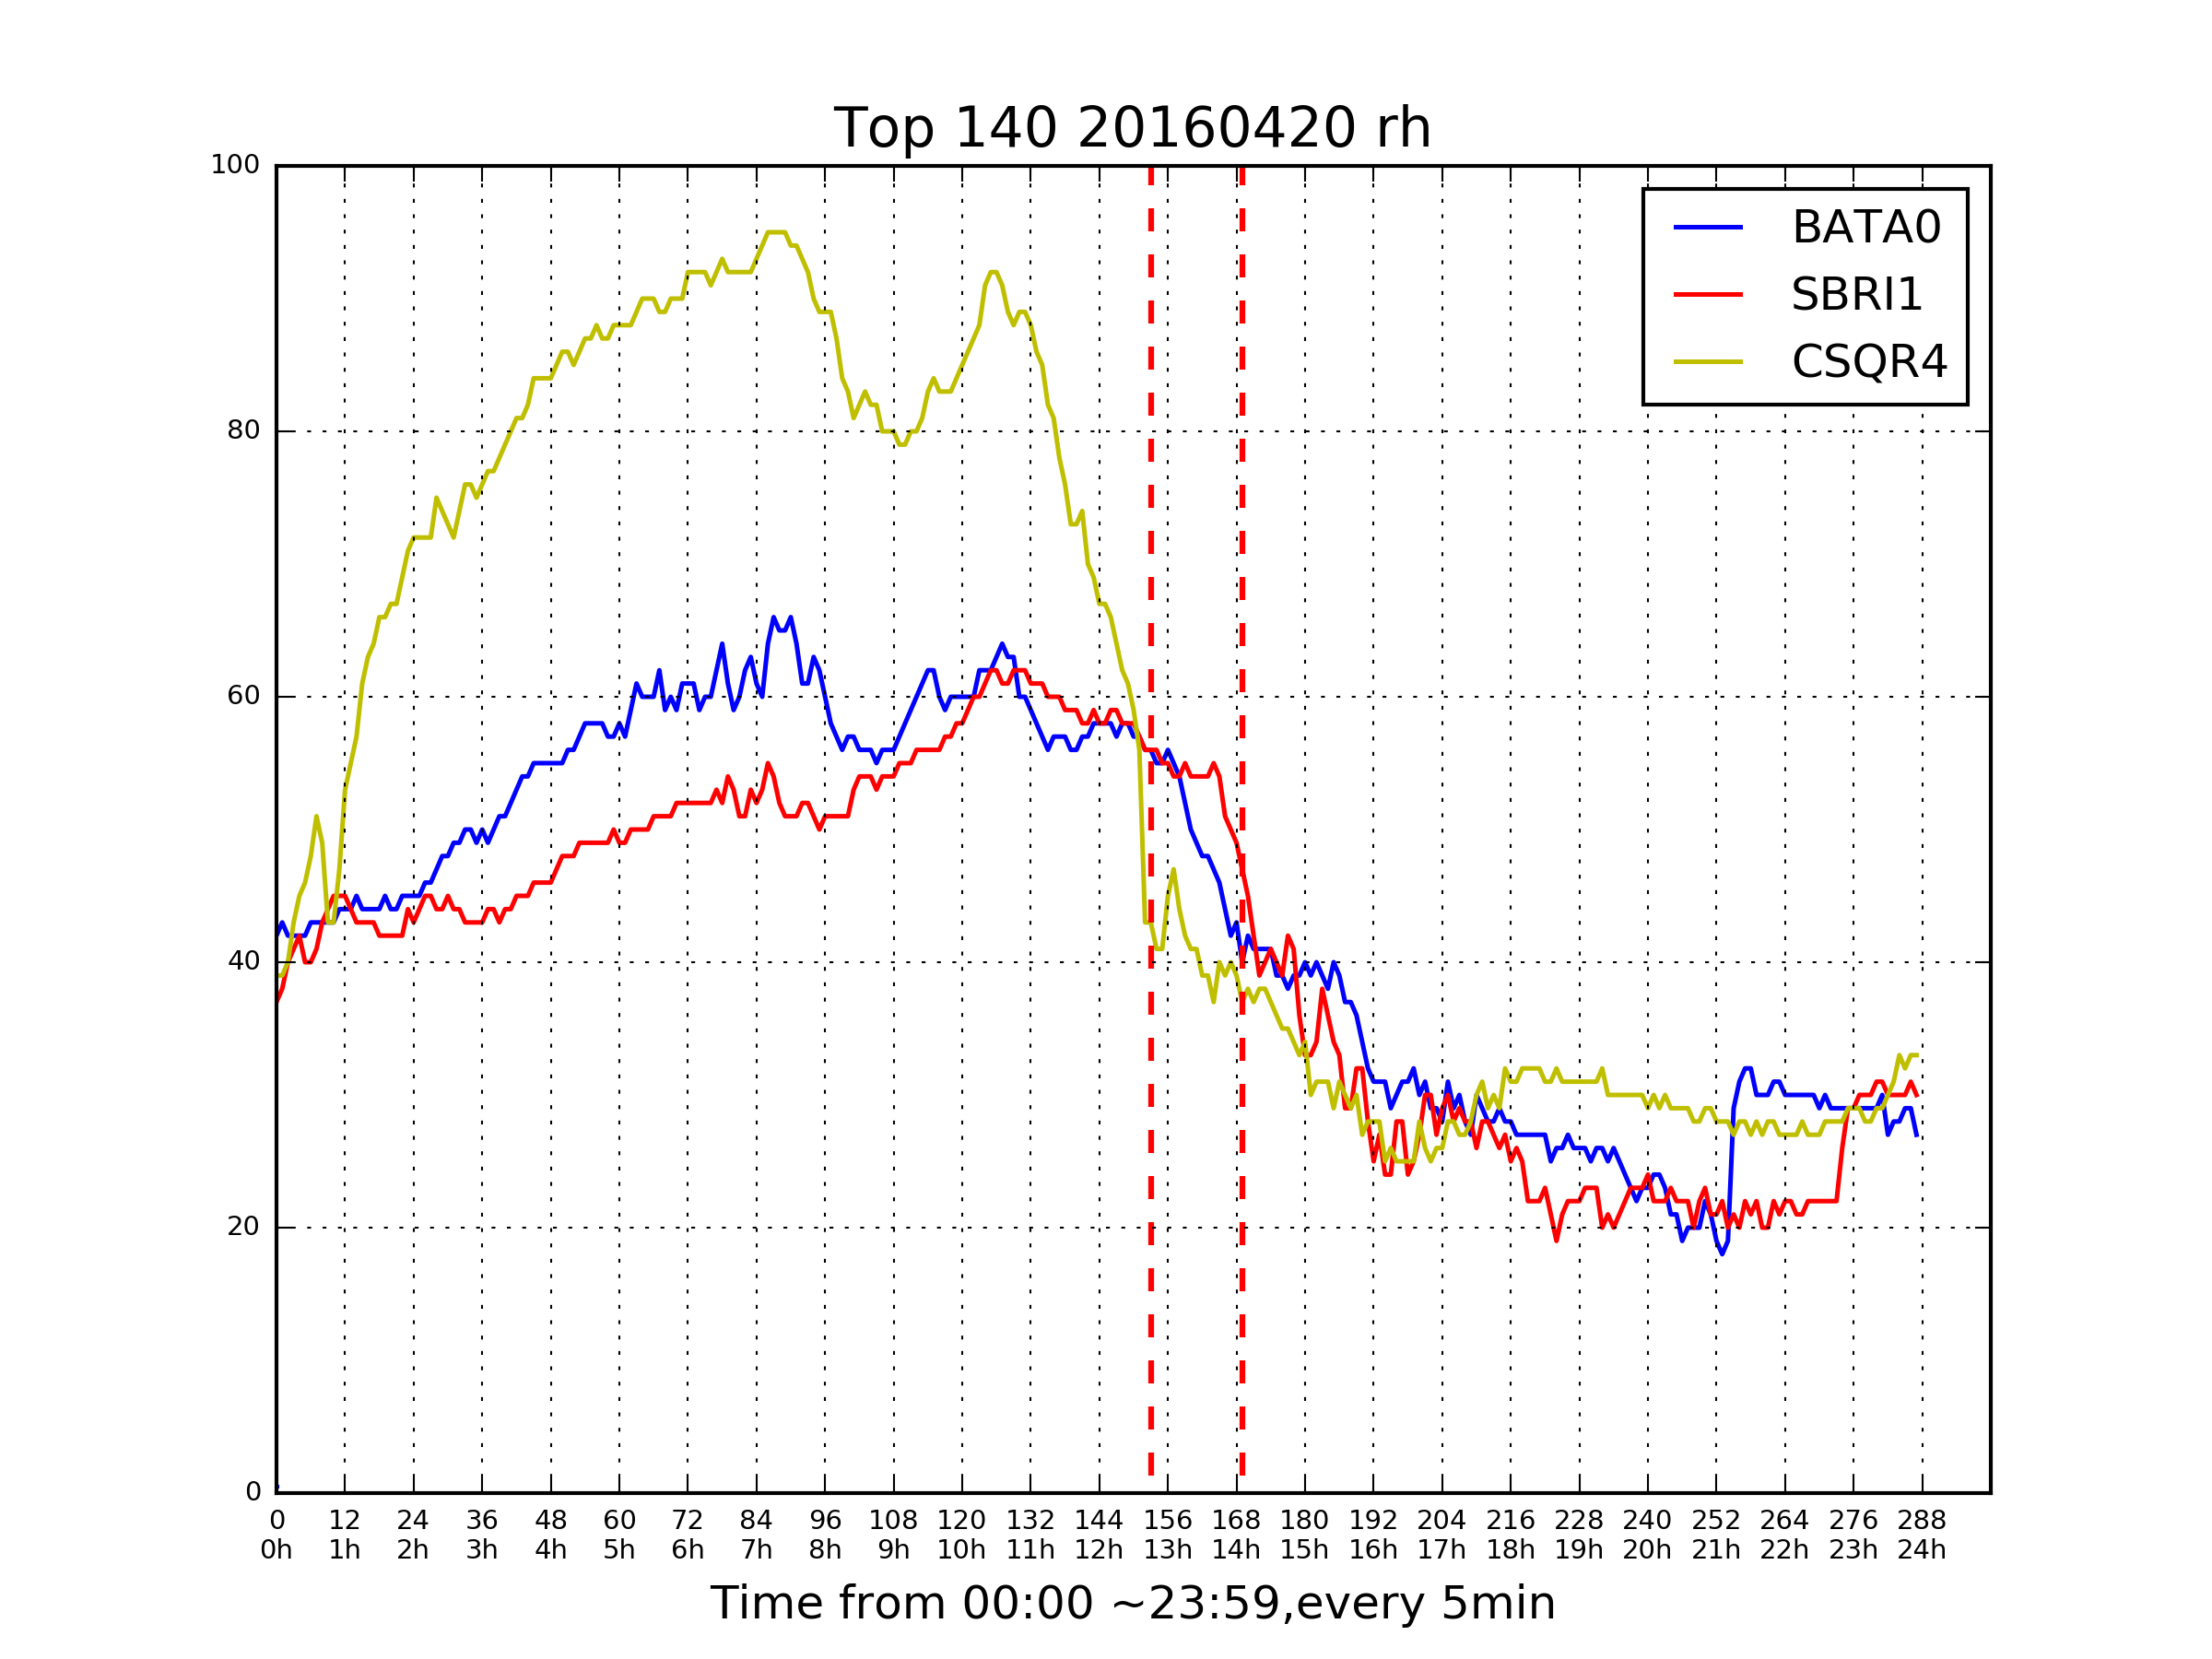 Top 140 20160420 rh
100
80
60
40
20
0
BATA0
SBRI1
CSQR4
0 12 24 36 48 60 72 84 96 108 120 132 144 156 168 180 192 204 216 228 240 252 264 276 288
0h 1h 2h 3h 4h 5h 6h 7h 8h 9h 10h 11h 12h 13h 14h 15h 16h 17h 18h 19h 20h 21h 22h 23h 24h
Time from 00:00 ~23:59,every 5min